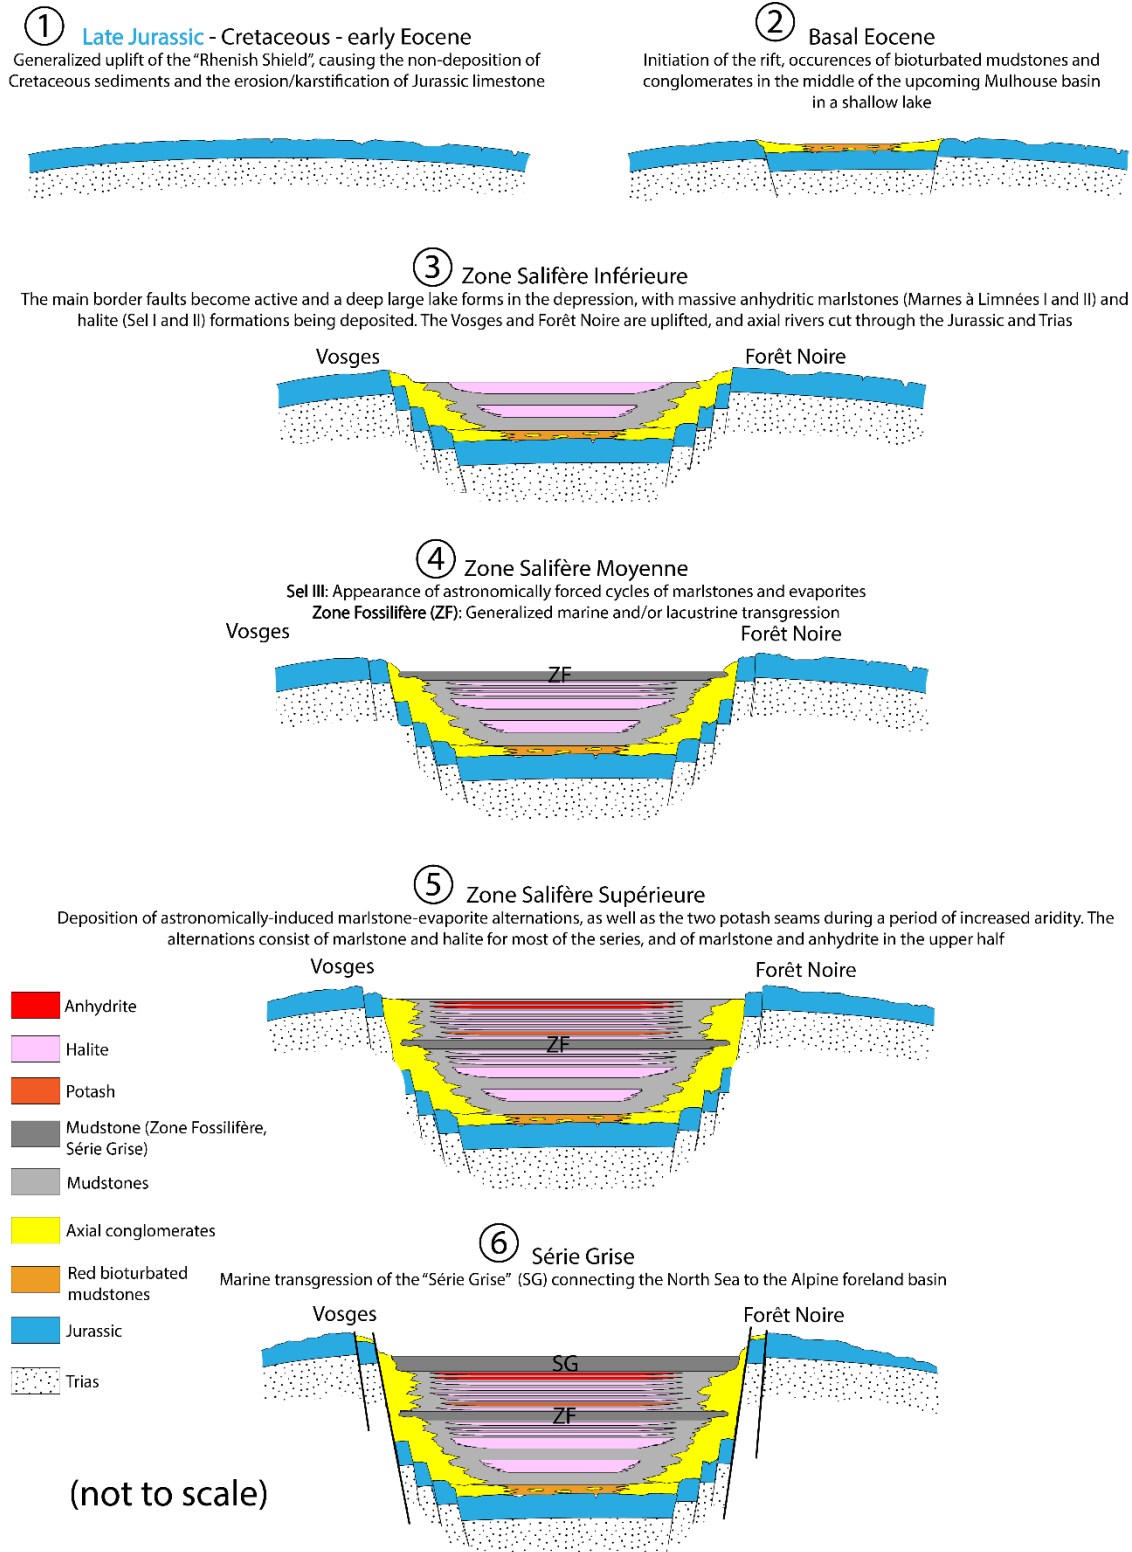 1 Late Jurassic - Cretaceous - early Eocene
Generalized uplift of the “Rhenish Shield”, causing the non-deposition of
Cretaceous sediments and the erosion/karstification of Jurassic limestone
2 Basal Eocene
Initiation of the rift, occurences of bioturbated mudstones and
conglomerates in the middle of the upcoming Mulhouse basin
in a shallow lake
3 Zone Salifère Inférieure
The main border faults become active and a deep large lake forms in the depression, with massive anhydritic marlstones (Marnes à Limnées I and II) and
halite (Sel I and II) formations being deposited. The Vosges and Forêt Noire are uplifted, and axial rivers cut through the Jurassic and Trias
Vosges
Forêt Noire
4 Zone Salifère Moyenne
Sel III: Appearance of astronomically forced cycles of marlstones and evaporites
Zone Fossilifère (ZF): Generalized marine and/or lacustrine transgression
Vosges
Forêt Noire
ZF
5 Zone Salifère Supérieure
Deposition of astronomically-induced marlstone-evaporite alternations, as well as the two potash seams during a period of increased aridity. The
alternations consist of marlstone and halite for most of the series, and of marlstone and anhydrite in the upper half
Vosges
Forêt Noire
ZF
Anhydrite
Halite
Potash
Mudstone (Zone Fossilifère,
Série Grise)
Mudstones
Axial conglomerates
Red bioturbated
mudstones
Jurassic
Trias
6 Série Grise
Marine transgression of the “Série Grise” (SG) connecting the North Sea to the Alpine foreland basin
Vosges
Forêt Noire
SG
ZF
(not to scale)